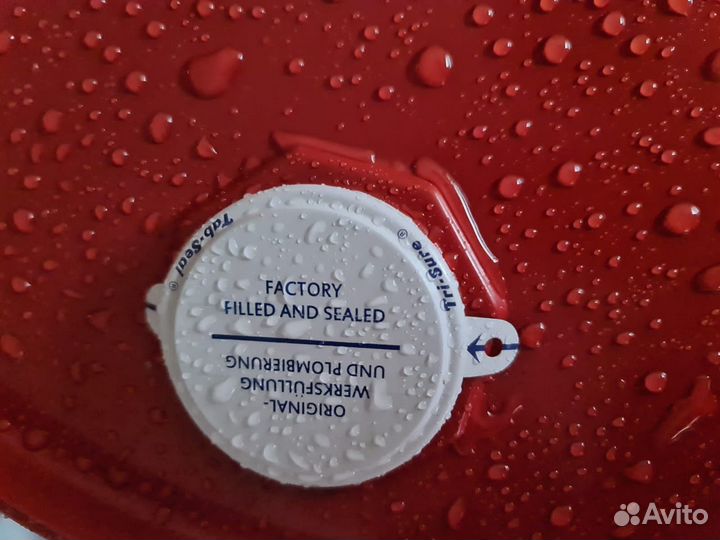 Tab-Seal®
Tri-Sure®
FACTORY
FILLED AND SEALED
ORIGINAL-
WERKSFÜLLUNG
UND PLOMBIERUNG
Avito